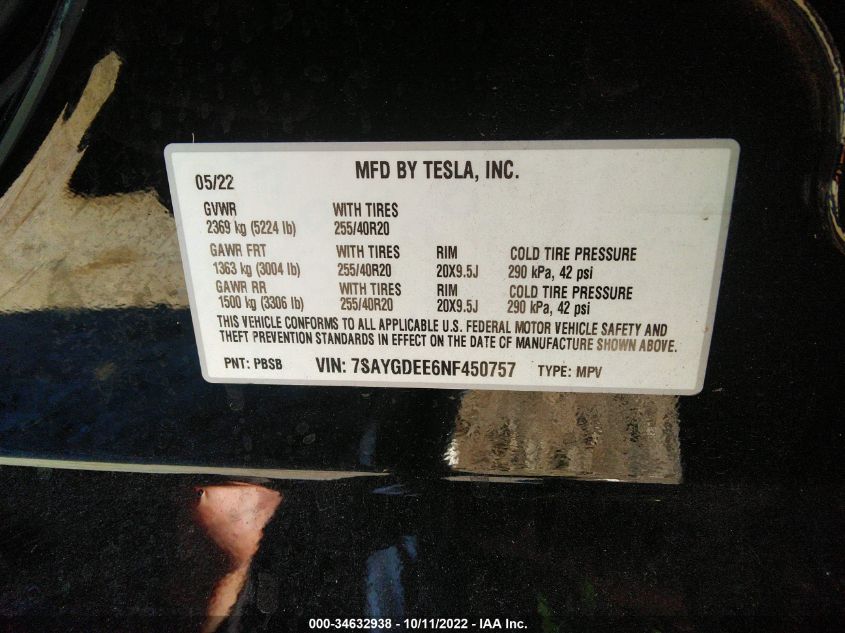 MFD BY TESLA, INC.
05/22
GVWR WITH TIRES
2369 kg (5224 lb) 255/40R20
GAWR FRT WITH TIRES RIM COLD TIRE PRESSURE
1363 kg (3004 lb) 255/40R20 20X9.5J 290 kPa, 42 psi
GAWR RR WITH TIRES RIM COLD TIRE PRESSURE
1500 kg (3306 lb) 255/40R20 20X9.5J 290 kPa, 42 psi
THIS VEHICLE CONFORMS TO ALL APPLICABLE U.S. FEDERAL MOTOR VEHICLE SAFETY AND
THEFT PREVENTION STANDARDS IN EFFECT ON THE DATE OF MANUFACTURE SHOWN ABOVE.
PNT: PBSB VIN: 7SAYGDEE6NF450757 TYPE: MPV
000-34632938 - 10/11/2022 - IAA Inc.